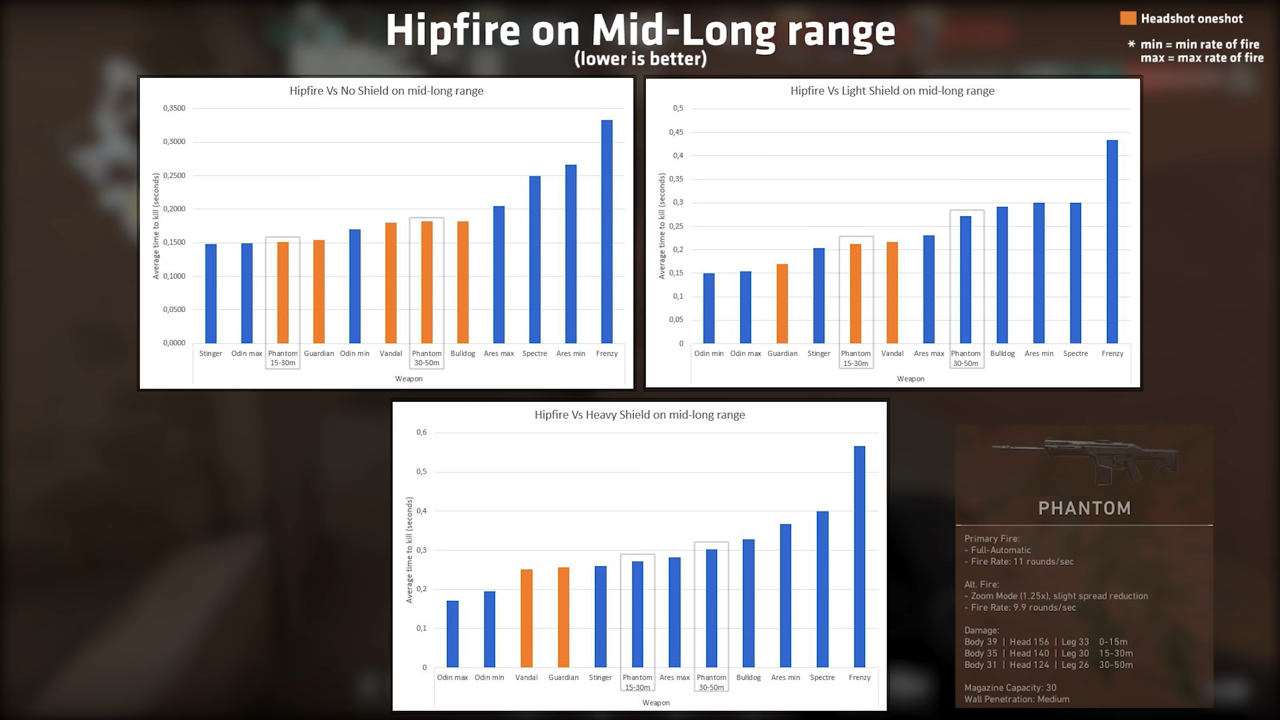 Hipfire on Mid-Long range
(lower is better)
Headshot oneshot
* min = min rate of fire
max = max rate of fire
Hipfire Vs No Shield on mid-long range
Average time to kill (seconds)
0,3500
0,3000
0,2500
0,2000
0,1500
0,1000
0,0500
0,0000
Stinger Odin max Phantom Guardian Odin min Vandal Phantom Bulldog Ares max Spectre Ares min Frenzy
15-30m 30-50m
Weapon
Hipfire Vs Light Shield on mid-long range
Average time to kill (seconds)
0,5
0,45
0,4
0,35
0,3
0,25
0,2
0,15
0,1
0,05
0
Odin min Odin max Guardian Stinger Phantom Vandal Ares max Phantom Bulldog Ares min Spectre Frenzy
15-30m 30-50m
Weapon
Hipfire Vs Heavy Shield on mid-long range
Average time to kill (seconds)
0,6
0,5
0,4
0,3
0,2
0,1
0
Odin max Odin min Vandal Guardian Stinger Phantom Ares max Phantom Bulldog Ares min Spectre Frenzy
15-30m 30-50m
Weapon
PHANTOM
Primary Fire:
- Full-Automatic
- Fire Rate: 11 rounds/sec
Alt. Fire:
- Zoom Mode (1.25x), slight spread reduction
- Fire Rate: 9.9 rounds/sec
Damage:
Body 39 | Head 156 | Leg 33 0-15m
Body 35 | Head 140 | Leg 30 15-30m
Body 31 | Head 124 | Leg 26 30-50m
Magazine Capacity: 30
Wall Penetration: Medium